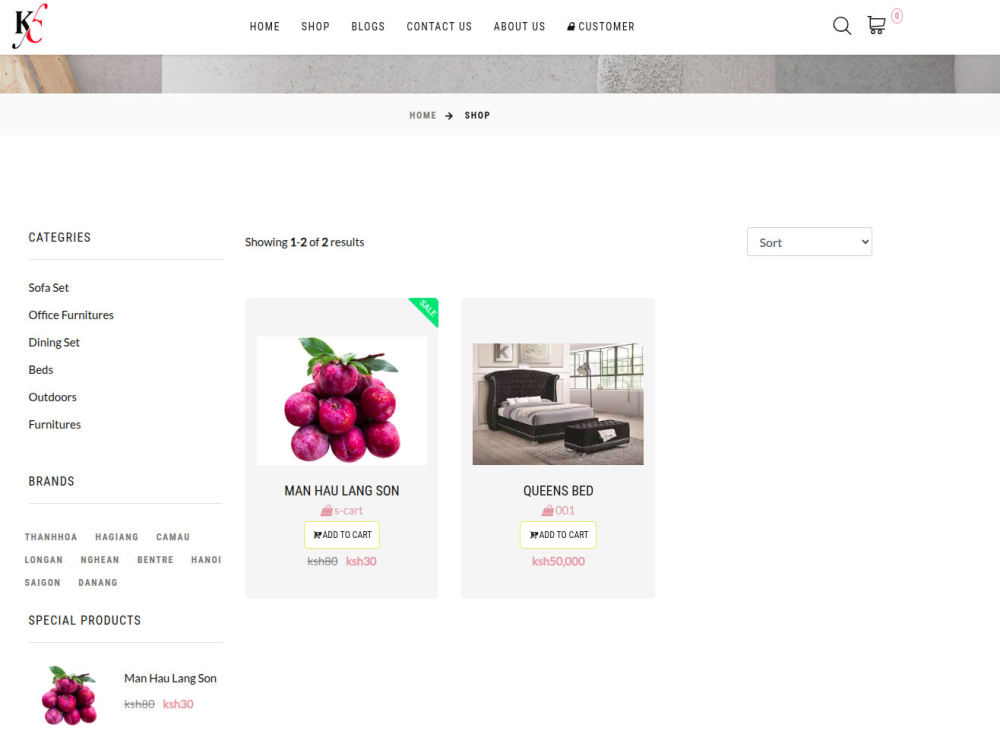 KFC
HOME SHOP BLOGS CONTACT US ABOUT US CUSTOMER
0
HOME SHOP
CATEGRIES
Showing 1-2 of 2 results
Sort
Sofa Set
Office Furnitures
Dining Set
Beds
Outdoors
Furnitures
SALE
MAN HAU LANG SON
s-cart
ADD TO CART
ksh80 ksh30
QUEENS BED
001
ADD TO CART
ksh50,000
BRANDS
THANHHOA HAGIANG CAMAU
LONGAN NGHEAN BENTRE HANOI
SAIGON DANANG
SPECIAL PRODUCTS
Man Hau Lang Son
ksh80 ksh30